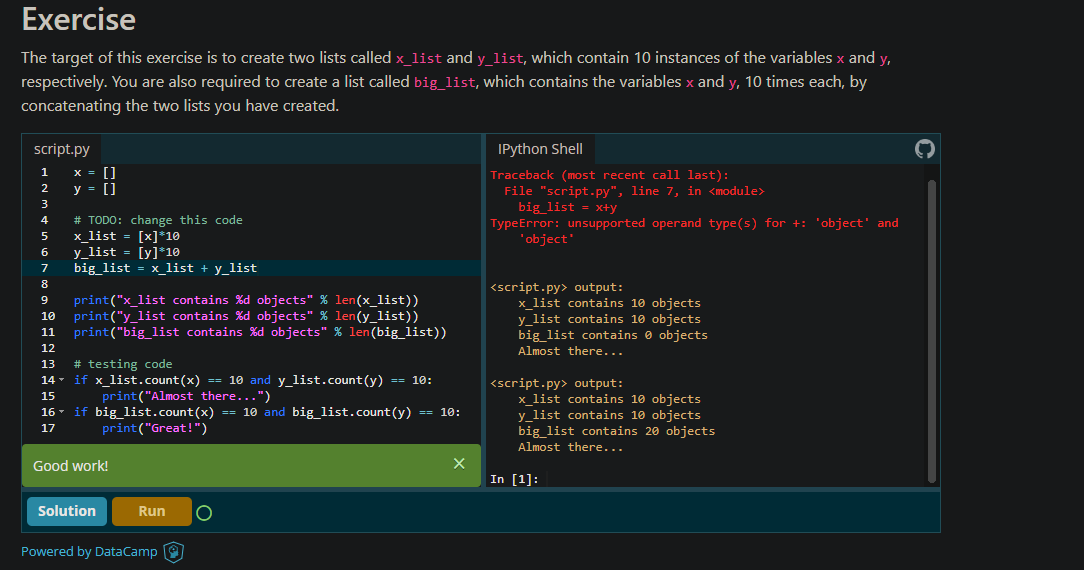 Exercise
The target of this exercise is to create two lists called x_list and y_list, which contain 10 instances of the variables x and y,
respectively. You are also required to create a list called big_list, which contains the variables x and y, 10 times each, by
concatenating the two lists you have created.
script.py
1 x = []
2 y = []
3
4 # TODO: change this code
5 x_list = [x]*10
6 y_list = [y]*10
7 big_list = x_list + y_list
8
9 print("x_list contains %d objects" % len(x_list))
10 print("y_list contains %d objects" % len(y_list))
11 print("big_list contains %d objects" % len(big_list))
12
13 # testing code
14 if x_list.count(x) == 10 and y_list.count(y) == 10:
15 print("Almost there...")
16 if big_list.count(x) == 10 and big_list.count(y) == 10:
17 print("Great!")
Good work!
Solution
Run
IPython Shell
Traceback (most recent call last):
File "script.py", line 7, in <module>
big_list = x+y
TypeError: unsupported operand type(s) for +: 'object' and
'object'
<script.py> output:
x_list contains 10 objects
y_list contains 10 objects
big_list contains 0 objects
Almost there...
<script.py> output:
x_list contains 10 objects
y_list contains 10 objects
big_list contains 20 objects
Almost there...
In [1]:
Powered by DataCamp